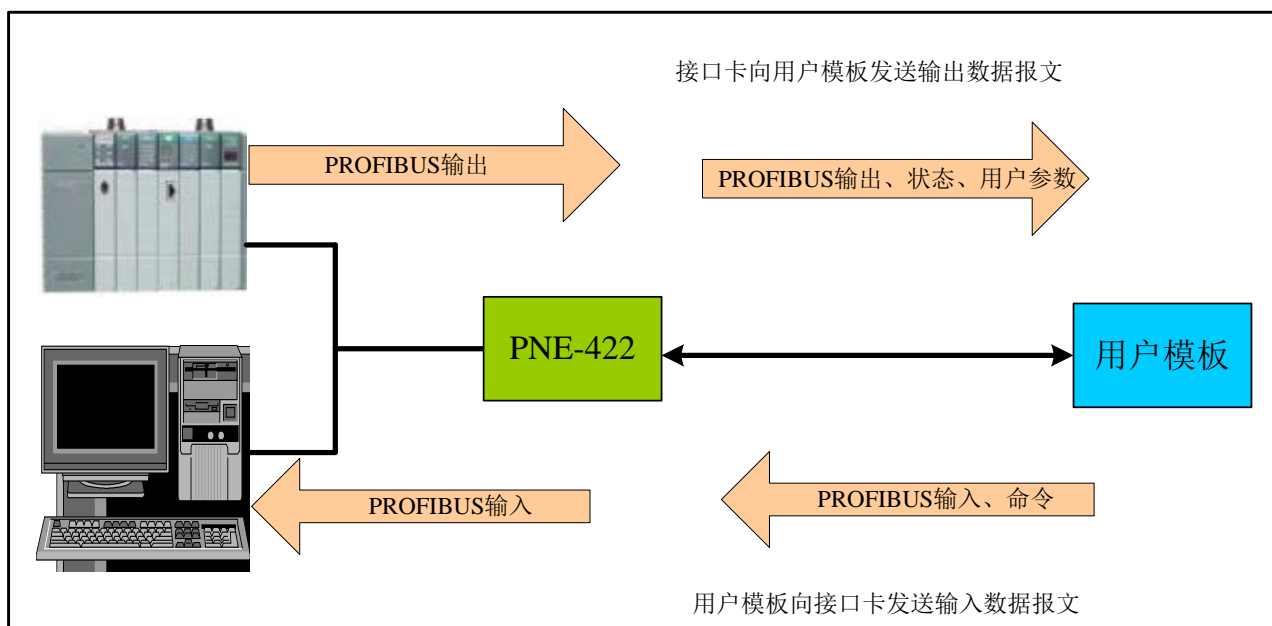 接口卡向用户模板发送输出数据报文
PROFIBUS输出
PROFIBUS输出、状态、用户参数
PNE-422
用户模板
PROFIBUS输入
PROFIBUS输入、命令
用户模板向接口卡发送输入数据报文